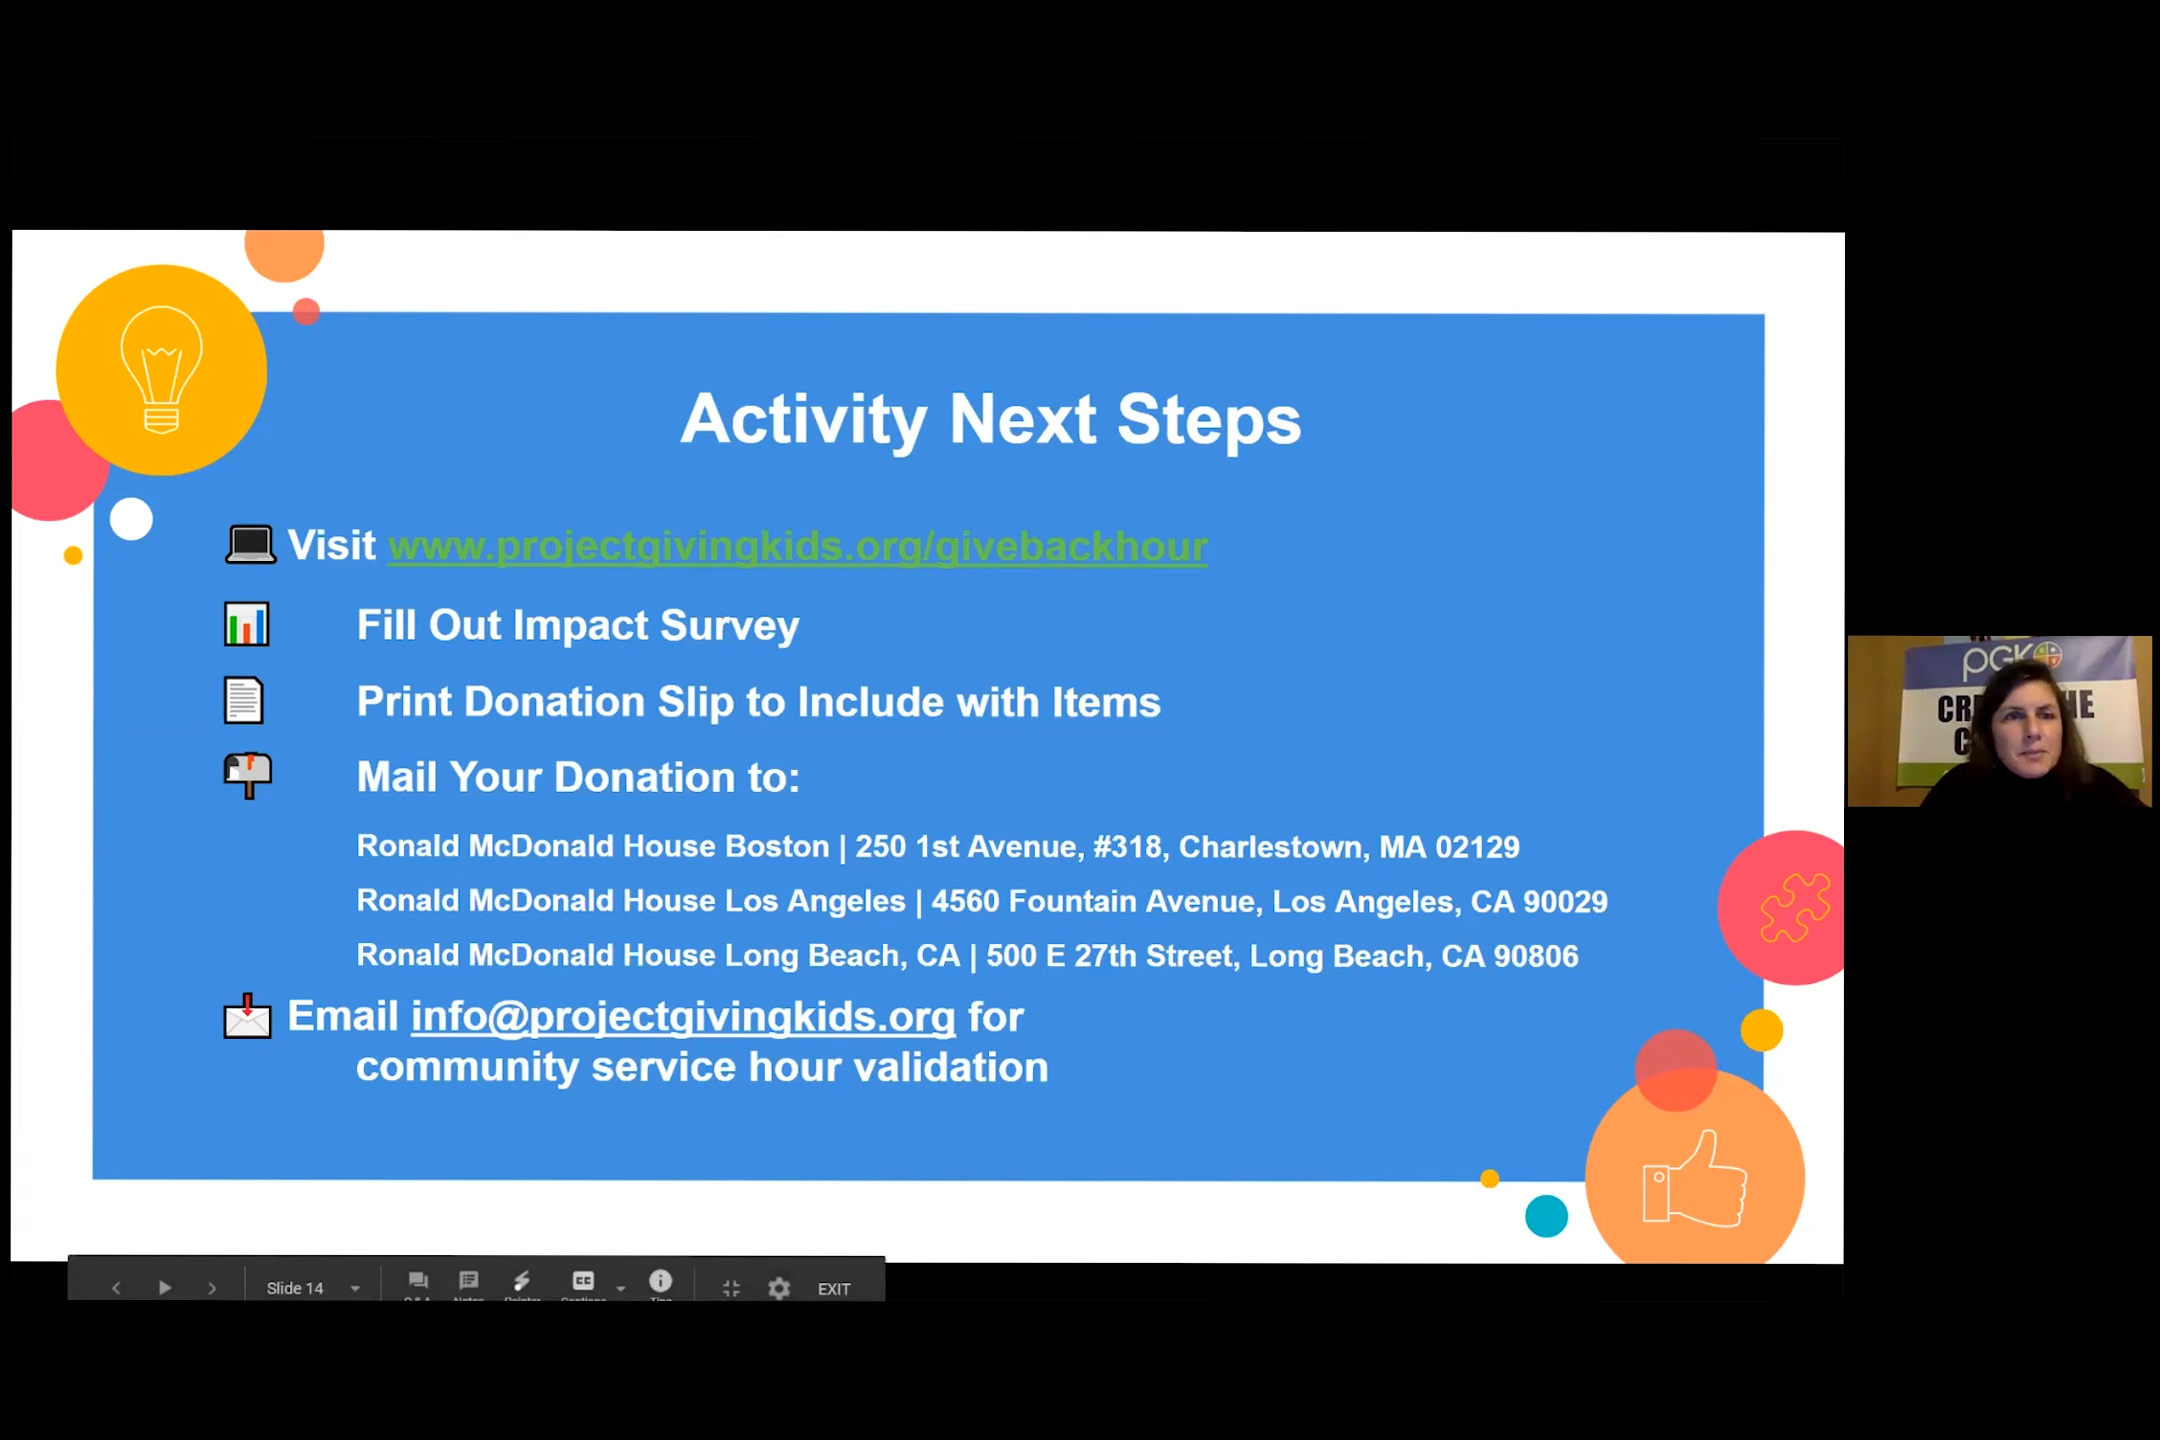 Activity Next Steps
Visit www.projectgivingkids.org/givebackhour
Fill Out Impact Survey
Print Donation Slip to Include with Items
Mail Your Donation to:
Ronald McDonald House Boston | 250 1st Avenue, #318, Charlestown, MA 02129
Ronald McDonald House Los Angeles | 4560 Fountain Avenue, Los Angeles, CA 90029
Ronald McDonald House Long Beach, CA | 500 E 27th Street, Long Beach, CA 90806
Email info@projectgivingkids.org for
community service hour validation
PGK
Slide 14
CC
EXIT